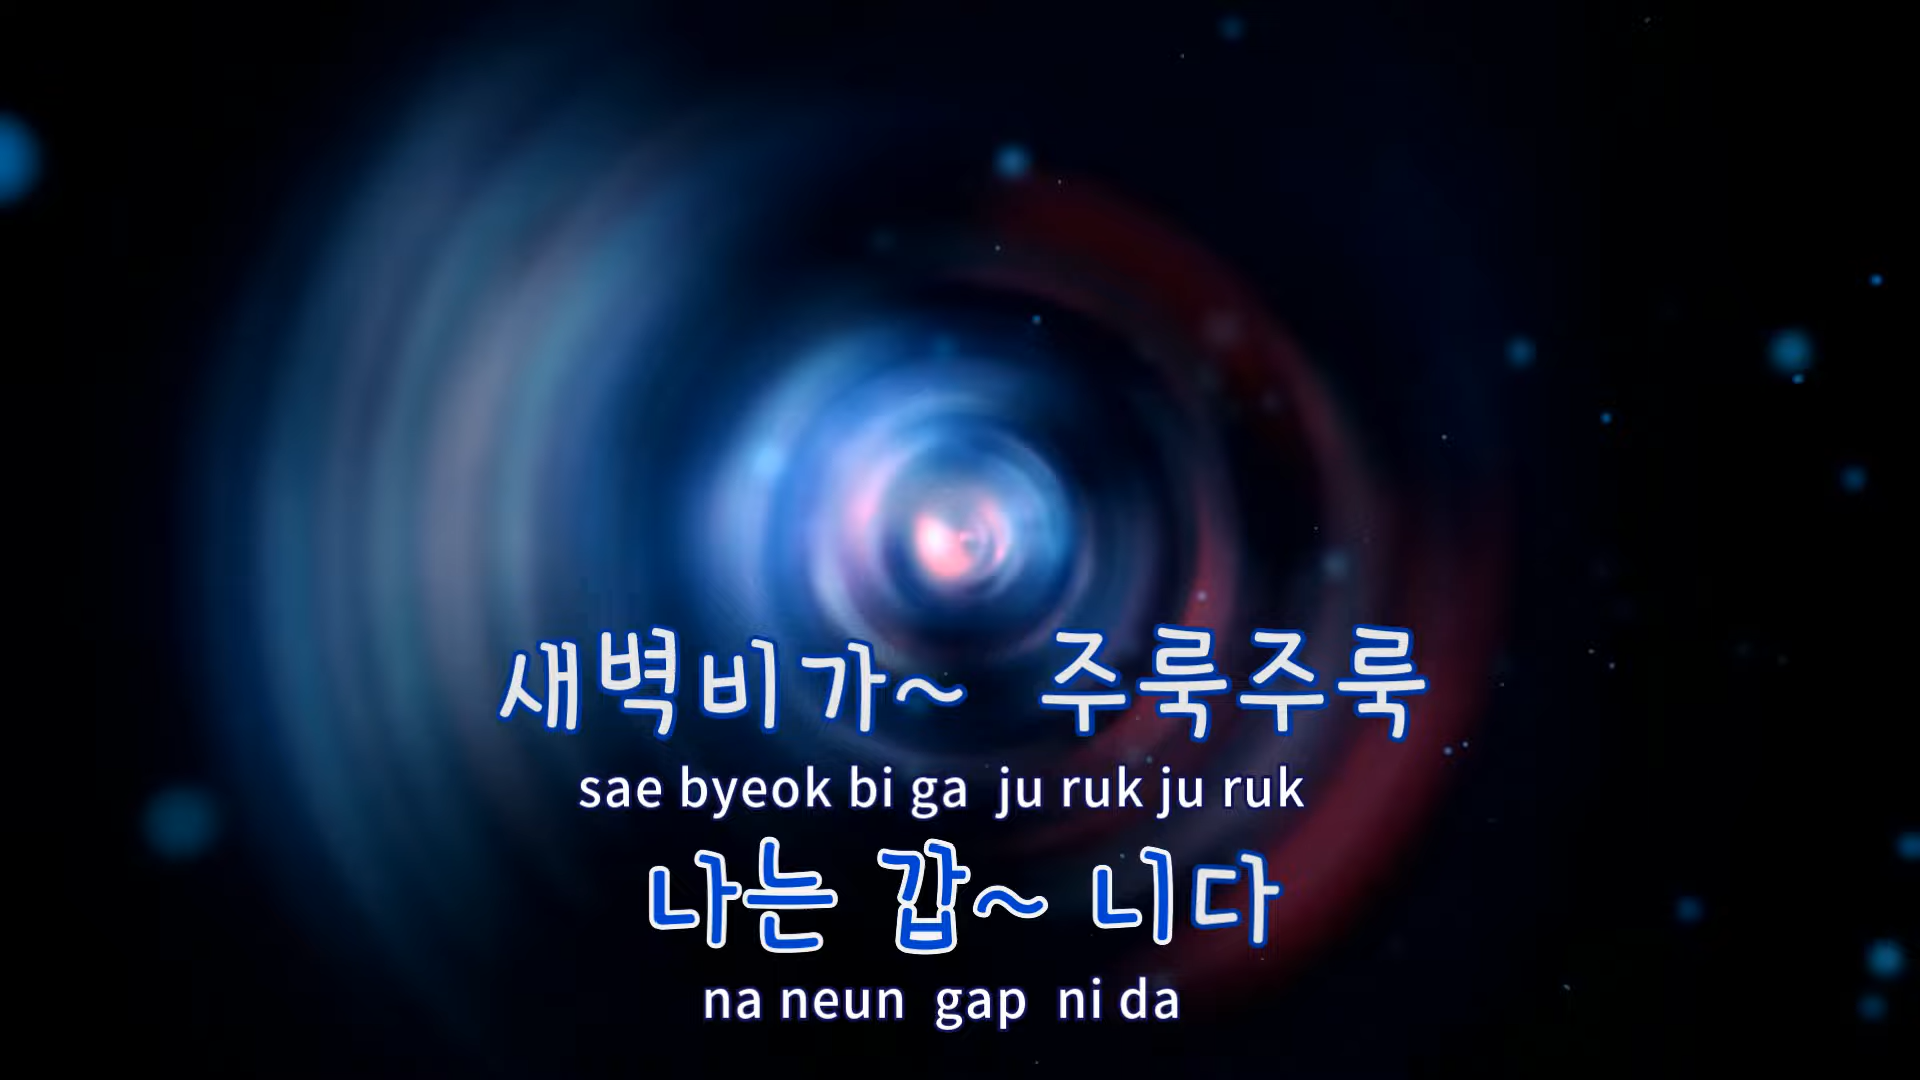 새벽비가~ 주룩주룩
sae byeok bi ga ju ruk ju ruk
나는 갑~ 니다
na neun gap ni da